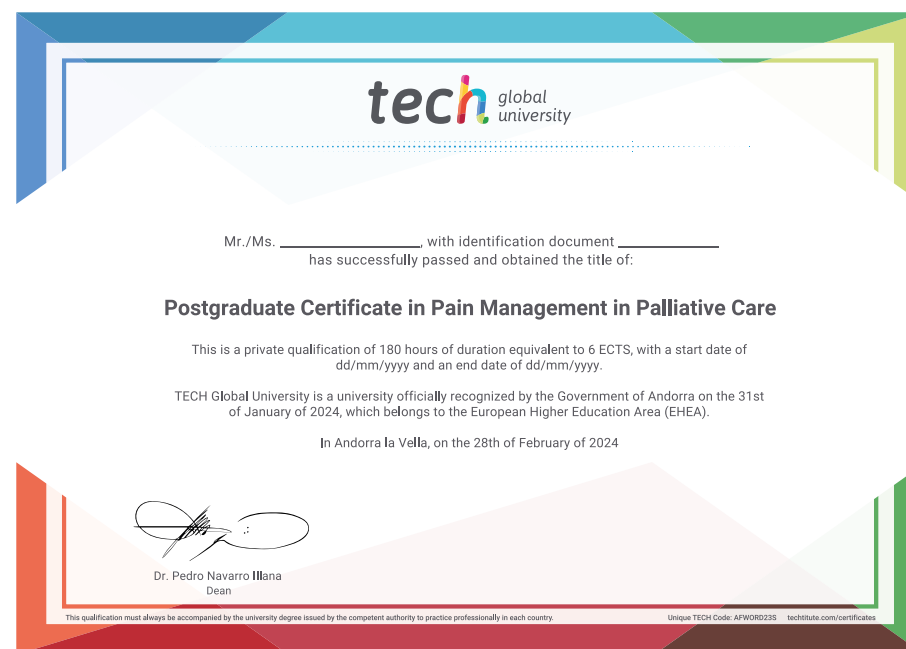 tech global
university
Mr./Ms. ____________, with identification document ____________
has successfully passed and obtained the title of:
Postgraduate Certificate in Pain Management in Palliative Care
This is a private qualification of 180 hours of duration equivalent to 6 ECTS, with a start date of
dd/mm/yyyy and an end date of dd/mm/yyyy.
TECH Global University is a university officially recognized by the Government of Andorra on the 31st
of January of 2024, which belongs to the European Higher Education Area (EHEA).
In Andorra la Vella, on the 28th of February of 2024
Dr. Pedro Navarro Illana
Dean
This qualification must always be accompanied by the university degree issued by the competent authority to practice professionally in each country.
Unique TECH Code: AFWORD23S techtitute.com/certificates